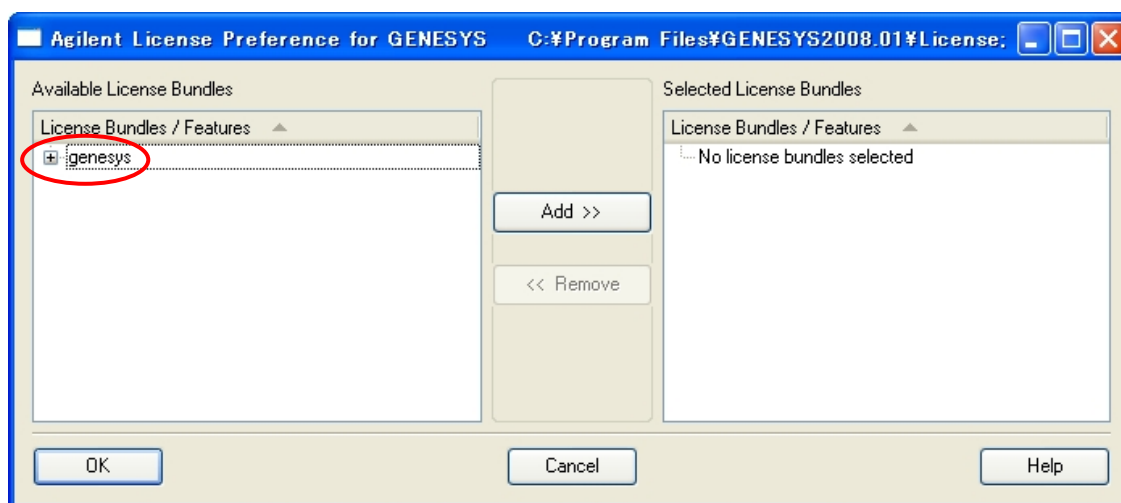 Agilent License Preference for GENESYS C:¥Program Files¥GENESYS2008.01¥License;
Available License Bundles
License Bundles / Features
genesys
Add >>
<< Remove
Selected License Bundles
License Bundles / Features
No license bundles selected
OK
Cancel
Help